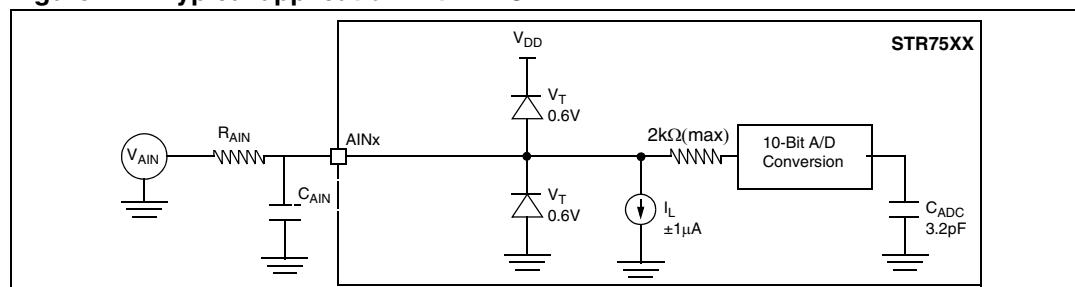 STR75XX
V_DD
V_T
0.6V
R_AIN
AINx
2kΩ(max)
10-Bit A/D
Conversion
V_AIN
C_AIN
V_T
0.6V
I_L
±1μA
C_ADC
3.2pF